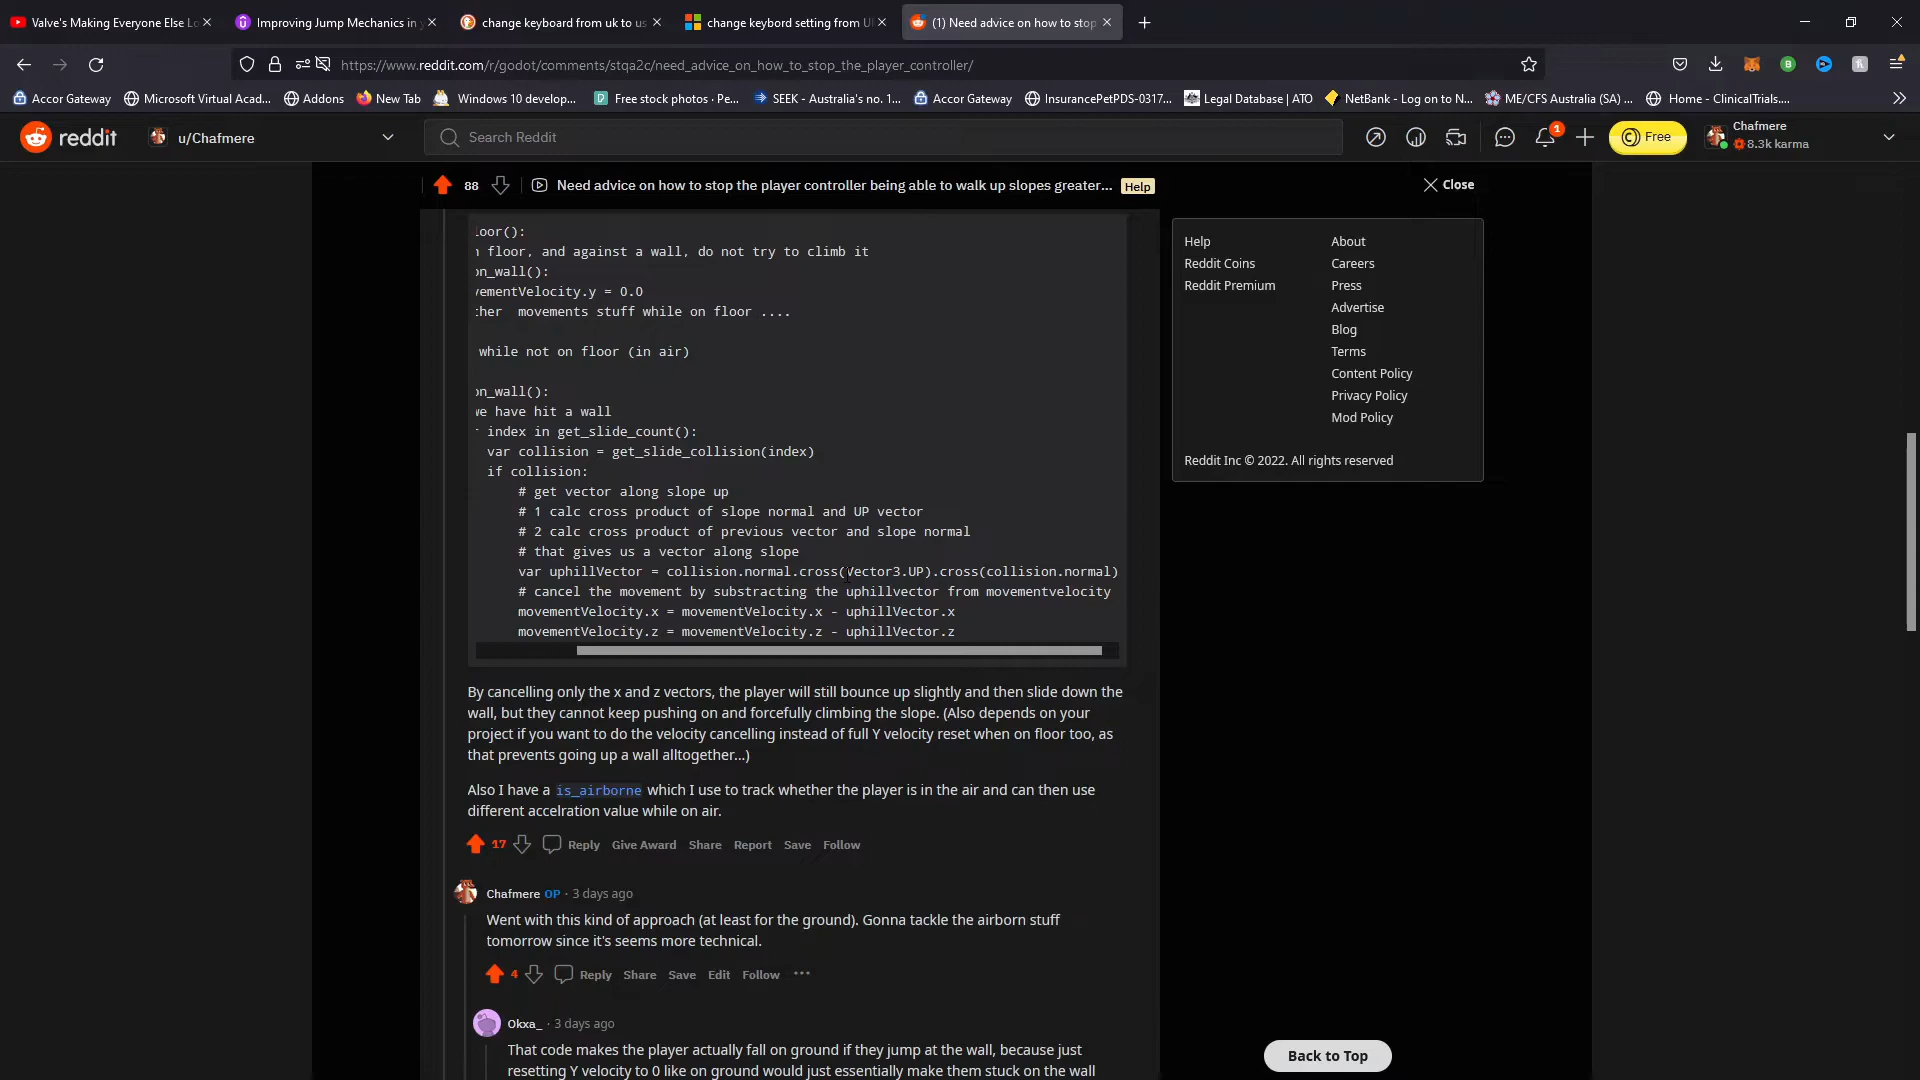 Valve's Making Everyone Else Lo
Improving Jump Mechanics in
change keyboard from uk to us
change keybord setting from U
(1) Need advice on how to stop
https://www.reddit.com/r/godot/comments/stqa2c/need_advice_on_how_to_stop_the_player_controller/
Accor Gateway
Microsoft Virtual Acad...
Addons
New Tab
Windows 10 develop...
Free stock photos · Pe...
SEEK - Australia's no. 1...
Accor Gateway
InsurancePetPDS-0317...
Legal Database | ATO
NetBank - Log on to N...
ME/CFS Australia (SA) ...
Home - ClinicalTrials....
reddit
u/Chafmere
Search Reddit
1
Free
Chafmere
8.3k karma
88
Need advice on how to stop the player controller being able to walk up slopes greater...
Help
Close
loor():
n floor, and against a wall, do not try to climb it
on_wall():
vementVelocity.y = 0.0
ther  movements stuff while on floor ....
while not on floor (in air)
on_wall():
we have hit a wall
r index in get_slide_count():
var collision = get_slide_collision(index)
if collision:
# get vector along slope up
# 1 calc cross product of slope normal and UP vector
# 2 calc cross product of previous vector and slope normal
# that gives us a vector along slope
var uphillVector = collision.normal.cross(Vector3.UP).cross(collision.normal)
# cancel the movement by substracting the uphillvector from movementvelocity
movementVelocity.x = movementVelocity.x - uphillVector.x
movementVelocity.z = movementVelocity.z - uphillVector.z
By cancelling only the x and z vectors, the player will still bounce up slightly and then slide down the
wall, but they cannot keep pushing on and forcefully climbing the slope. (Also depends on your
project if you want to do the velocity cancelling instead of full Y velocity reset when on floor too, as
that prevents going up a wall alltogether...)
Also I have a is_airborne which I use to track whether the player is in the air and can then use
different accelration value while on air.
17
Reply
Give Award
Share
Report
Save
Follow
Chafmere OP · 3 days ago
Went with this kind of approach (at least for the ground). Gonna tackle the airborn stuff
tomorrow since it's seems more technical.
4
Reply
Share
Save
Edit
Follow
Okxa_ · 3 days ago
That code makes the player actually fall on ground if they jump at the wall, because just
resetting Y velocity to 0 like on ground would just essentially make them stuck on the wall
Help
About
Reddit Coins
Careers
Reddit Premium
Press
Advertise
Blog
Terms
Content Policy
Privacy Policy
Mod Policy
Reddit Inc © 2022. All rights reserved
Back to Top